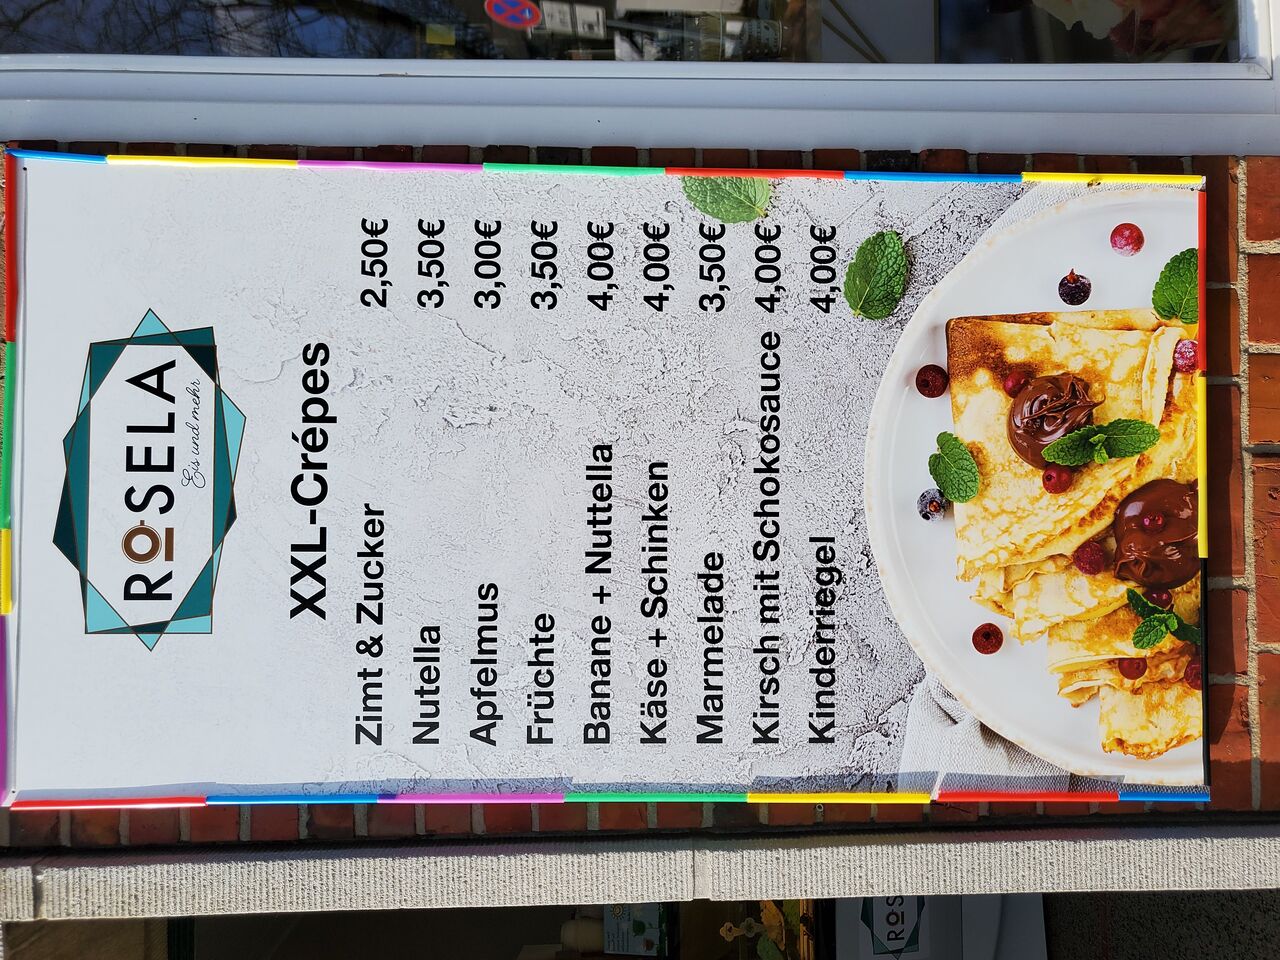 ROSELA
Eis und mehr
XXL-Crépes
Zimt & Zucker 2,50€
Nutella 3,50€
Apfelmus 3,00€
Früchte 3,50€
Banane + Nuttella 4,00€
Käse + Schinken 4,00€
Marmelade 3,50€
Kirsch mit Schokosauce 4,00€
Kinderriegel 4,00€